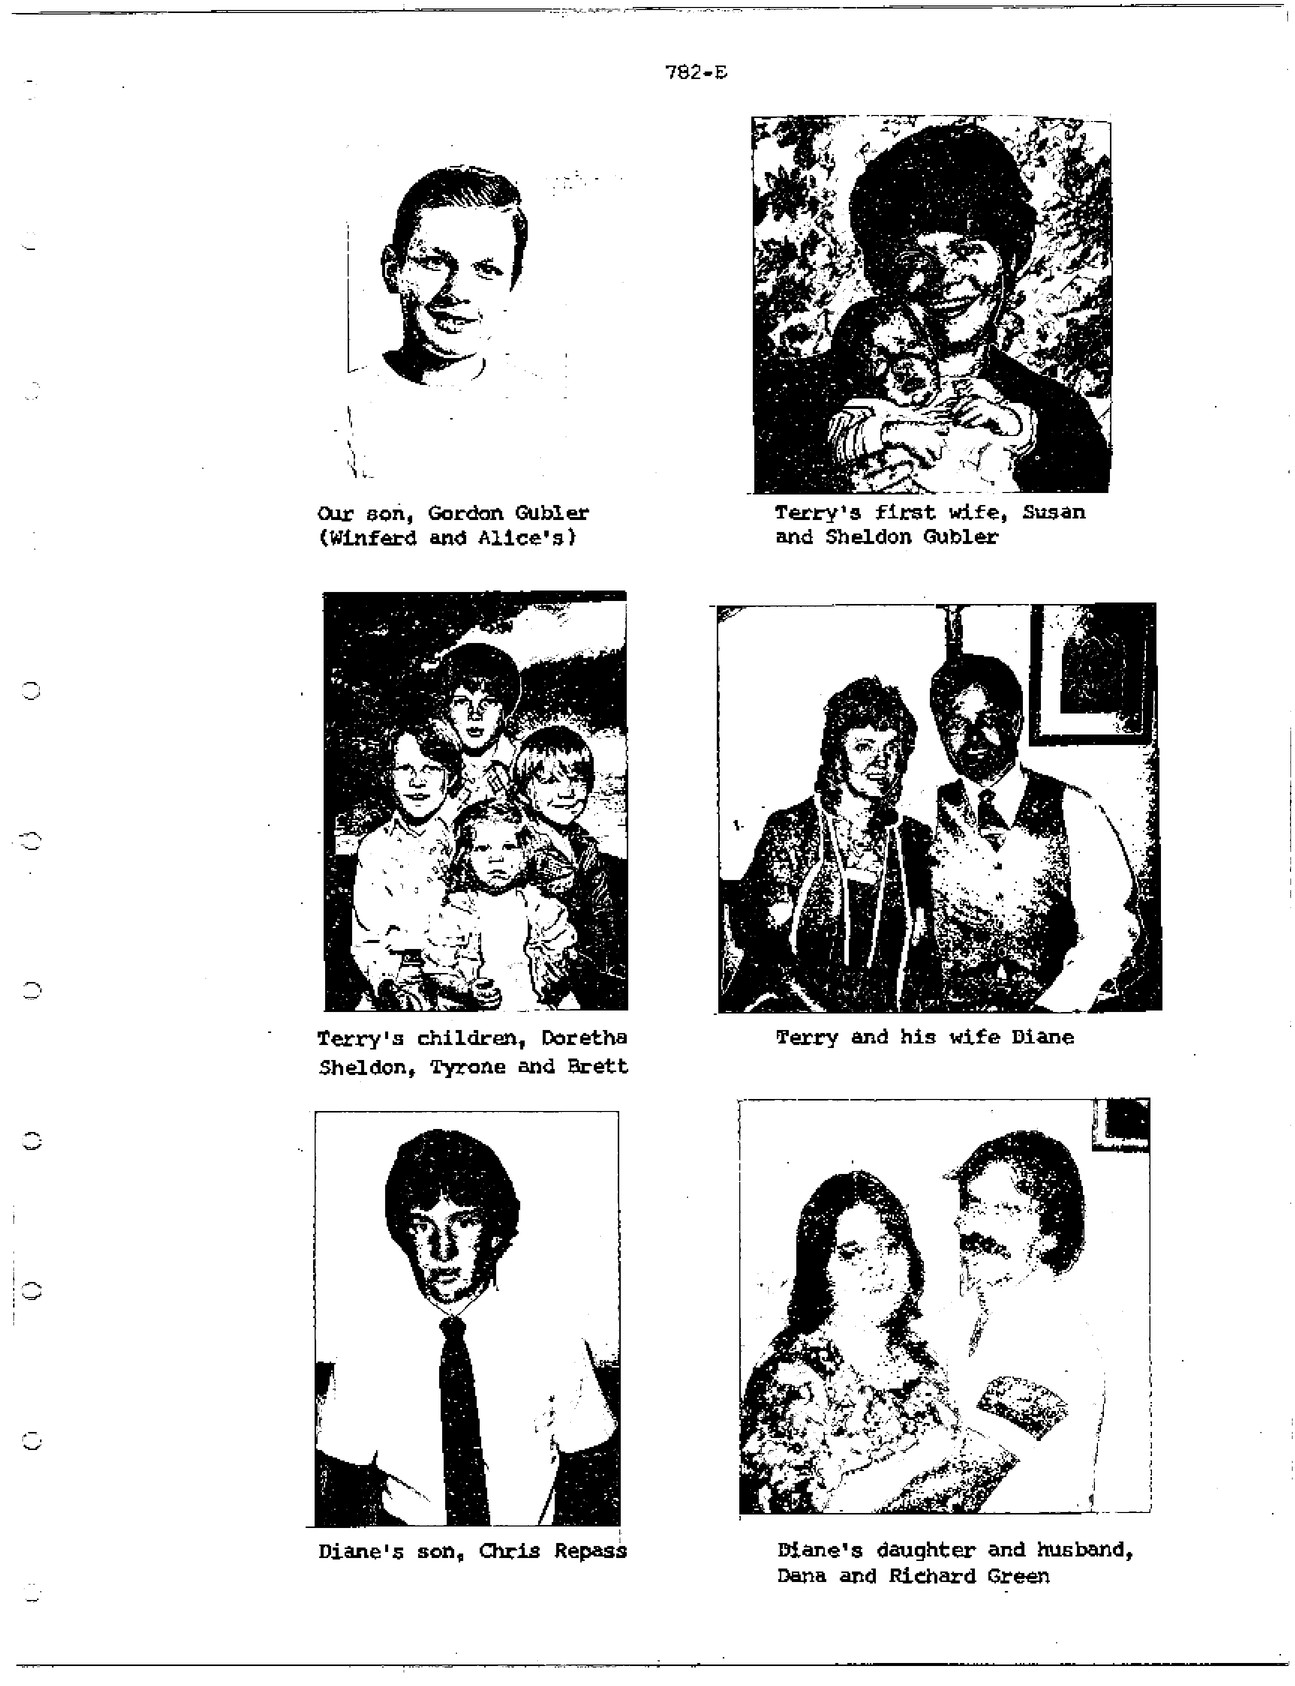 782-E
Our son, Gordon Gubler
(Winferd and Alice's)
Terry's first wife, Susan
and Sheldon Gubler
Terry's children, Doretha
Sheldon, Tyrone and Brett
Terry and his wife Diane
Diane's son, Chris Repass
Diane's daughter and husband,
Dana and Richard Green